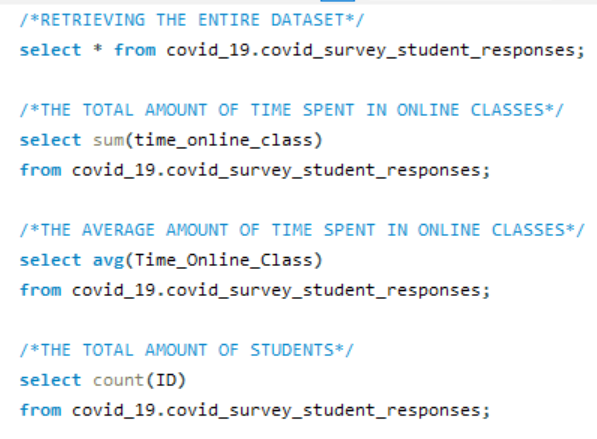 /*RETRIEVING THE ENTIRE DATASET*/
select * from covid_19.covid_survey_student_responses;
/*THE TOTAL AMOUNT OF TIME SPENT IN ONLINE CLASSES*/
select sum(time_online_class)
from covid_19.covid_survey_student_responses;
/*THE AVERAGE AMOUNT OF TIME SPENT IN ONLINE CLASSES*/
select avg(Time_Online_Class)
from covid_19.covid_survey_student_responses;
/*THE TOTAL AMOUNT OF STUDENTS*/
select count(ID)
from covid_19.covid_survey_student_responses;